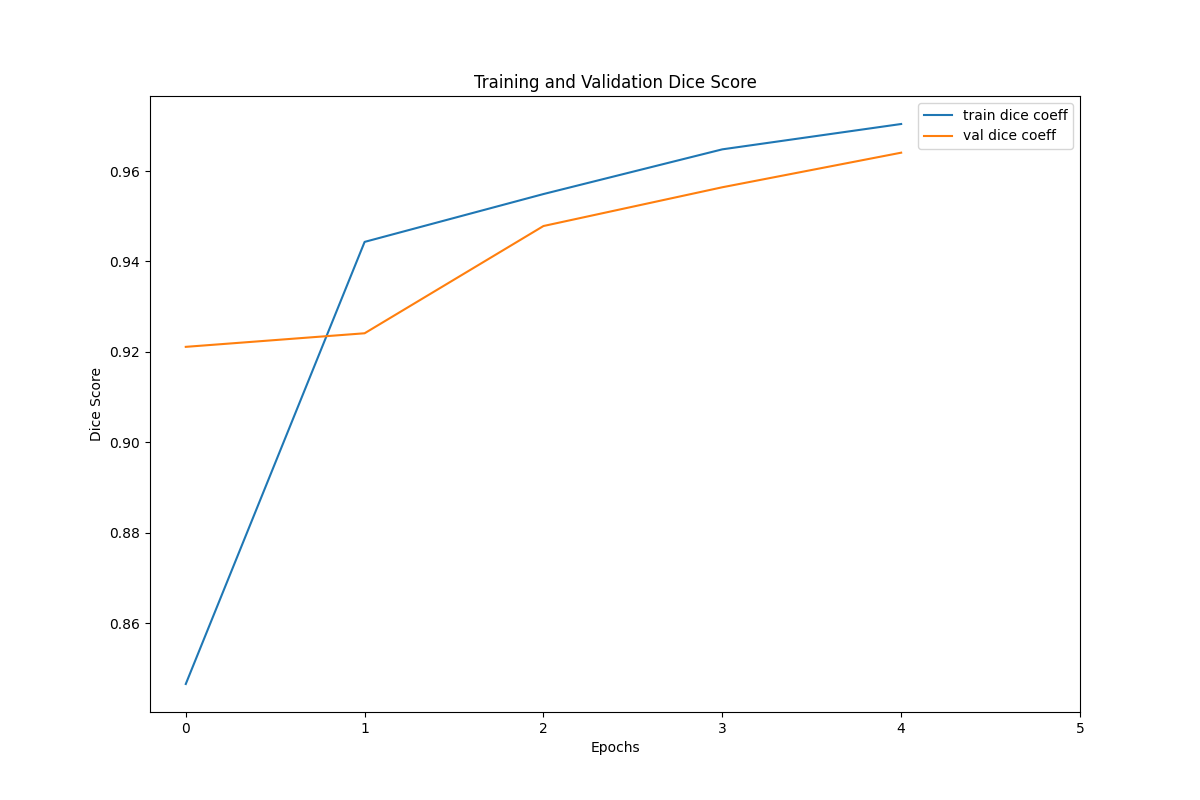 Training and Validation Dice Score
train dice coeff
val dice coeff
0.96
0.94
0.92
0.90
0.88
0.86
Dice Score
0 1 2 3 4 5
Epochs